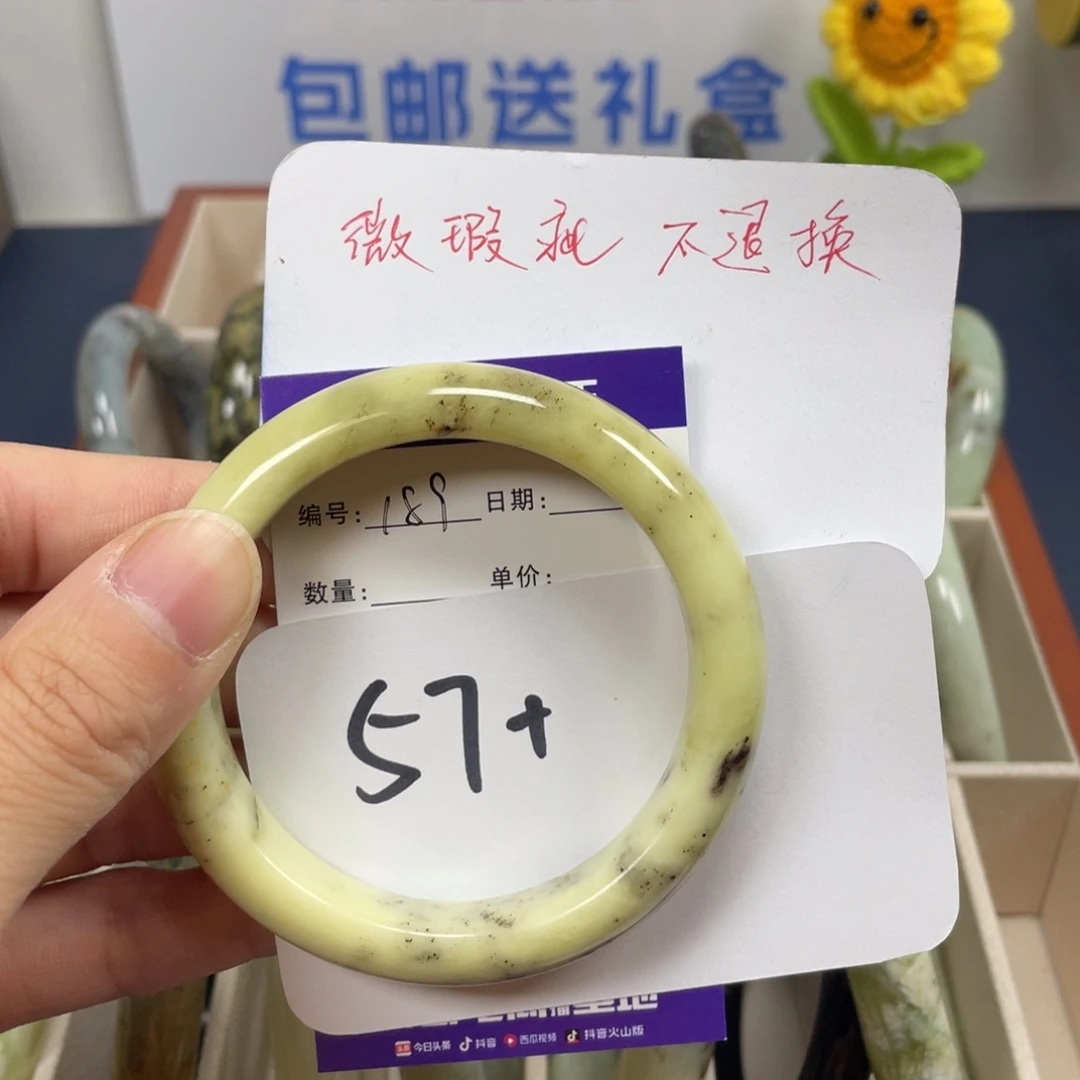 包邮送礼盒
微瑕疵 不退换
编号: 189 日期:
数量: 单价:
57+
今日头条 抖音 西瓜视频 抖音火山版